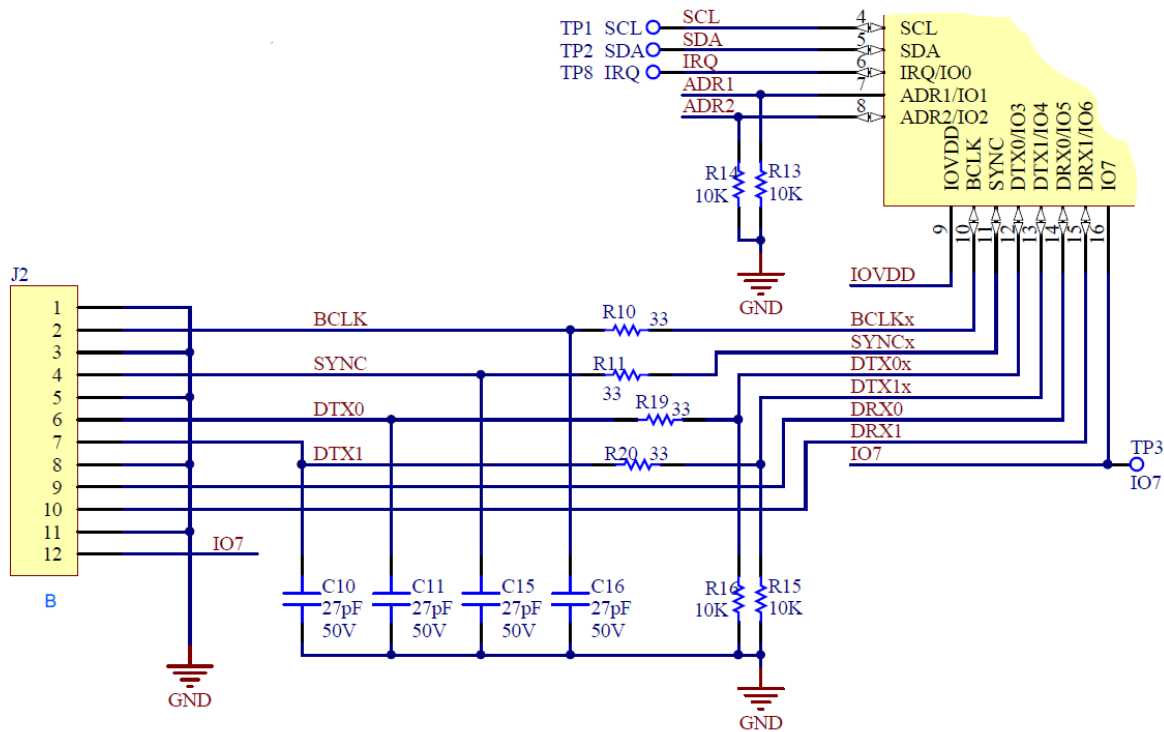 TP1 SCL
SCL
4
SCL
TP2 SDA
SDA
5
SDA
TP8 IRQ
IRQ
6
IRQ/IO0
ADR1
7
ADR1/IO1
ADR2
8
ADR2/IO2
IOVDD
BCLK
SYNC
DTX0/IO3
DTX1/IO4
DRX0/IO5
DRX1/IO6
IO7
R14
10K
R13
10K
9
10
11
12
13
14
15
16
GND
IOVDD
J2
1
2
3
4
5
6
7
8
9
10
11
12
B
BCLK
R10
33
BCLKx
SYNCx
SYNC
R11
33
DTX0x
DTX1x
DTX0
R19
33
DRX0
DRX1
DTX1
R20
33
IO7
TP3
IO7
IO7
C10
27pF
50V
C11
27pF
50V
C15
27pF
50V
C16
27pF
50V
R16
10K
R15
10K
GND
GND